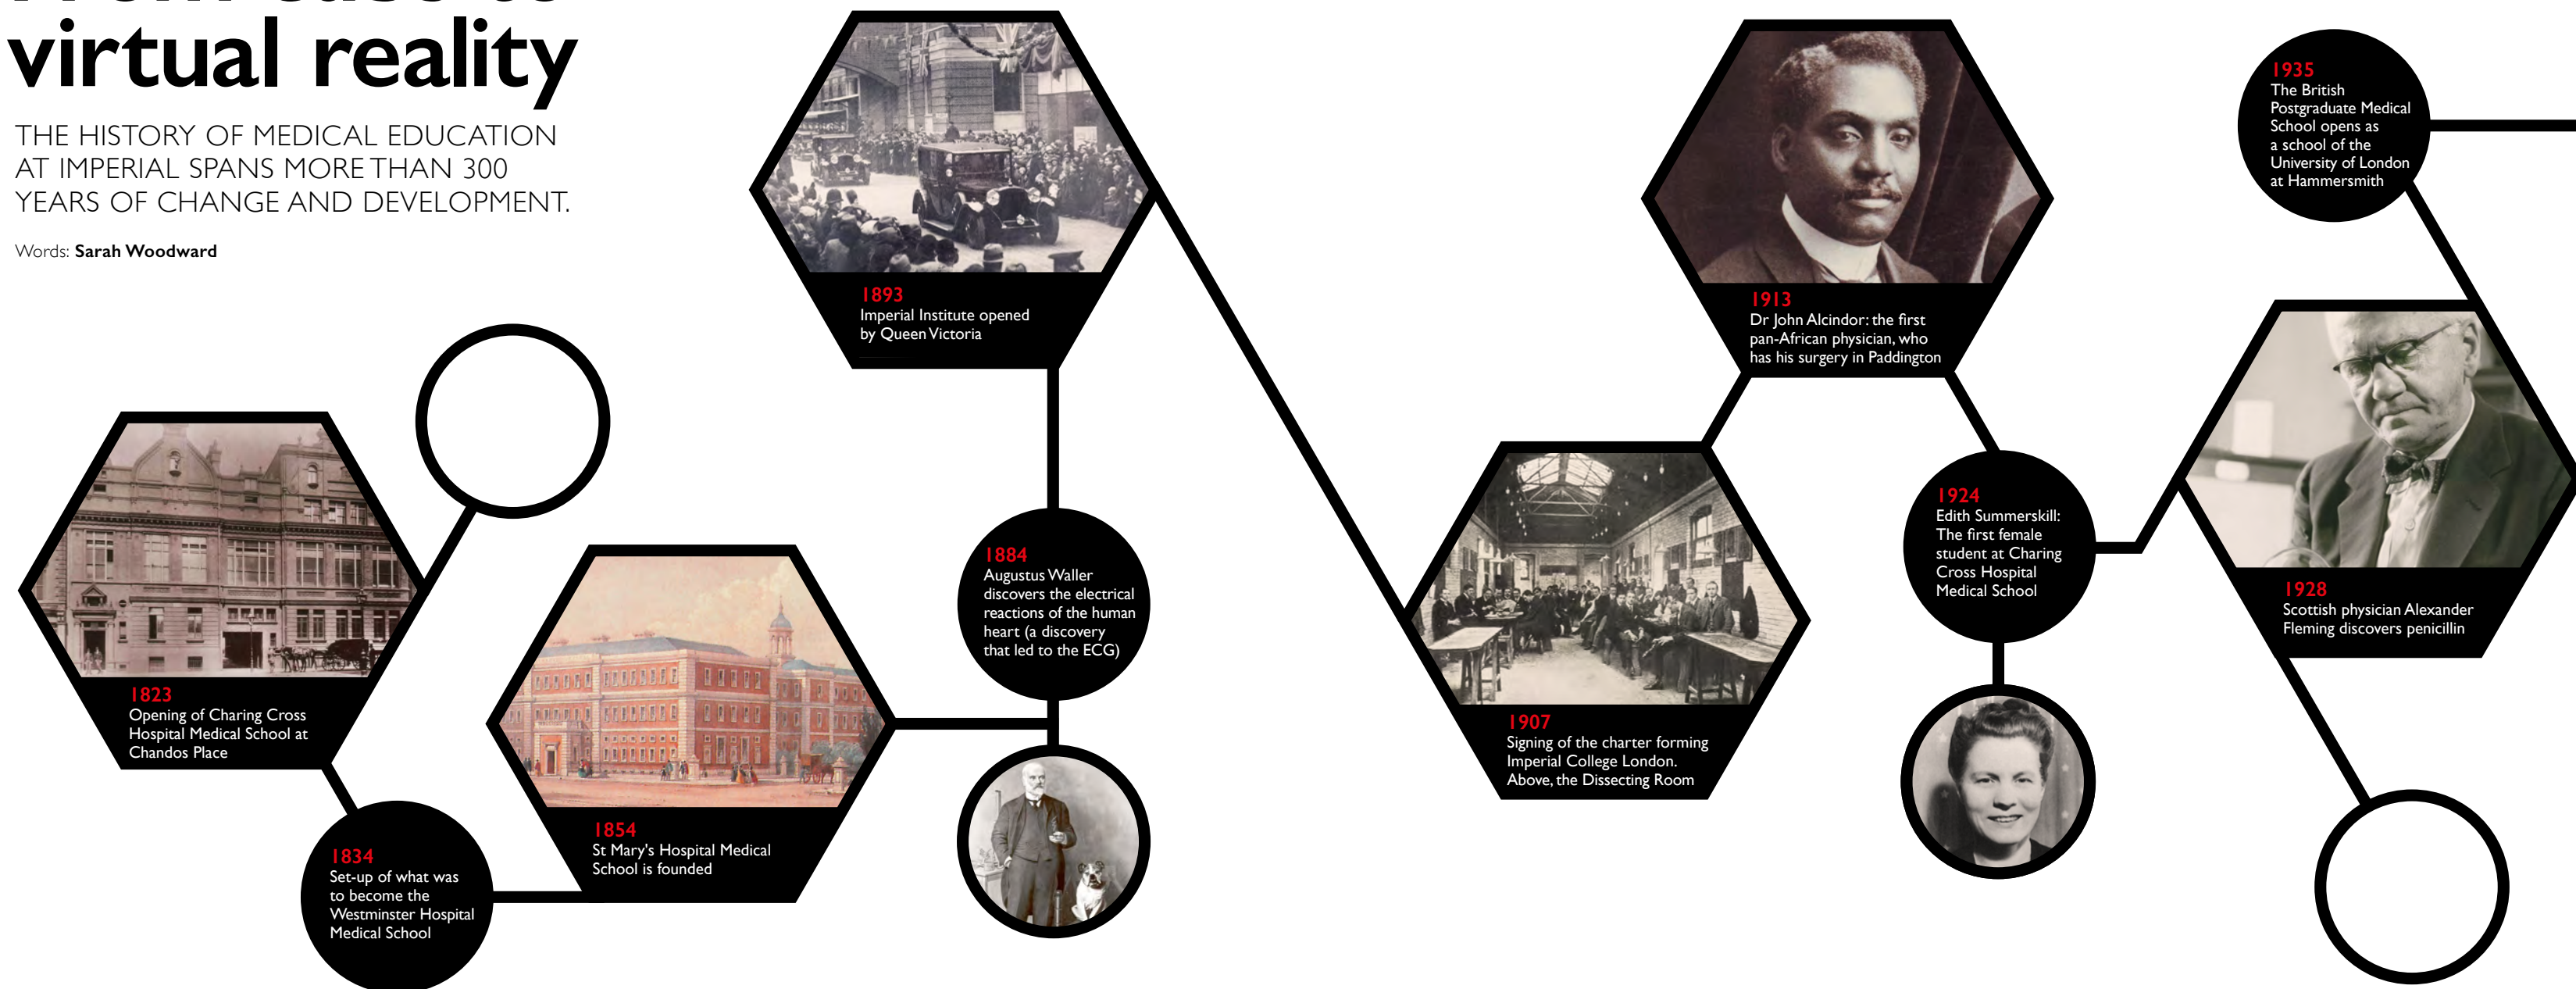 virtual reality
THE HISTORY OF MEDICAL EDUCATION
AT IMPERIAL SPANS MORE THAN 300
YEARS OF CHANGE AND DEVELOPMENT.
Words: Sarah Woodward
1823
Opening of Charing Cross
Hospital Medical School at
Chandos Place
1834
Set-up of what was
to become the
Westminster Hospital
Medical School
1854
St Mary's Hospital Medical
School is founded
1884
Augustus Waller
discovers the electrical
reactions of the human
heart (a discovery
that led to the ECG)
1893
Imperial Institute opened
by Queen Victoria
1907
Signing of the charter forming
Imperial College London.
Above, the Dissecting Room
1913
Dr John Alcindor: the first
pan-African physician, who
has his surgery in Paddington
1924
Edith Summerskill:
The first female
student at Charing
Cross Hospital
Medical School
1928
Scottish physician Alexander
Fleming discovers penicillin
1935
The British
Postgraduate Medical
School opens as
a school of the
University of London
at Hammersmith